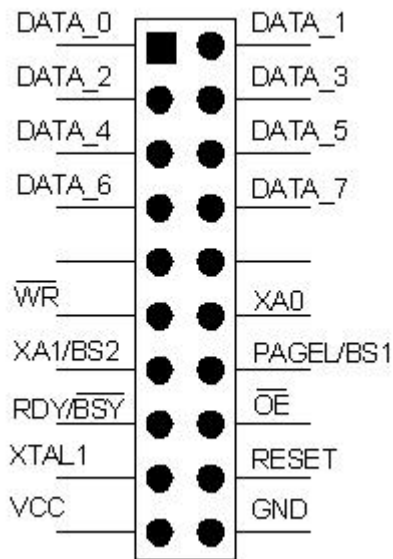 DATA_0 DATA_1
DATA_2 DATA_3
DATA_4 DATA_5
DATA_6 DATA_7
WR XA0
XA1/BS2 PAGEL/BS1
RDY/BSY OE
XTAL1 RESET
VCC GND